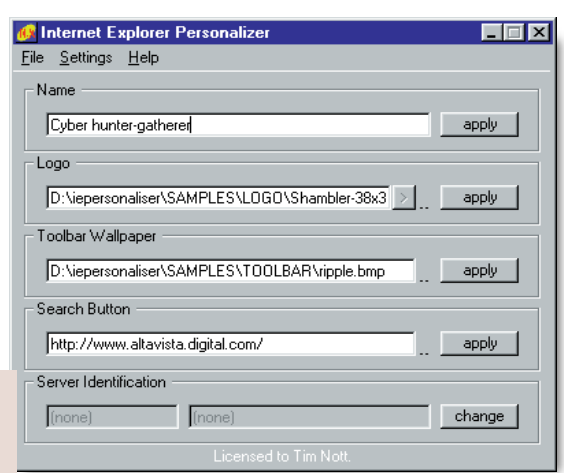 Internet Explorer Personalizer
File Settings Help
Name
Cyber hunter-gatherer
apply
Logo
D:\iepersonaliser\SAMPLES\LOGO\Shambler-38x3
>
..
apply
Toolbar Wallpaper
D:\iepersonaliser\SAMPLES\TOOLBAR\ripple.bmp
..
apply
Search Button
http://www.altavista.digital.com/
..
apply
Server Identification
(none)
(none)
change
Licensed to Tim Nott.